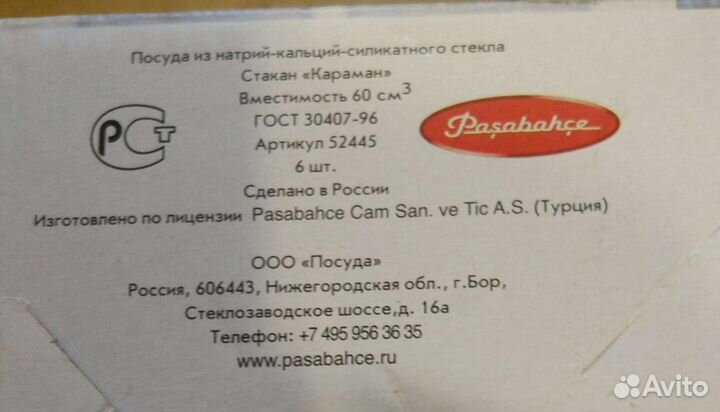 Посуда из натрий-кальций-силикатного стекла
Стакан «Караман»
Вместимость 60 см³
ГОСТ 30407-96
Артикул 52445
6 шт.
Сделано в России
Изготовлено по лицензии Pasabahce Cam San. ve Tic A.S. (Турция)
РСТ
Paşabahçe
ООО «Посуда»
Россия, 606443, Нижегородская обл., г.Бор,
Стеклозаводское шоссе,д. 16а
Телефон: +7 495 956 36 35
www.pasabahce.ru
Avito